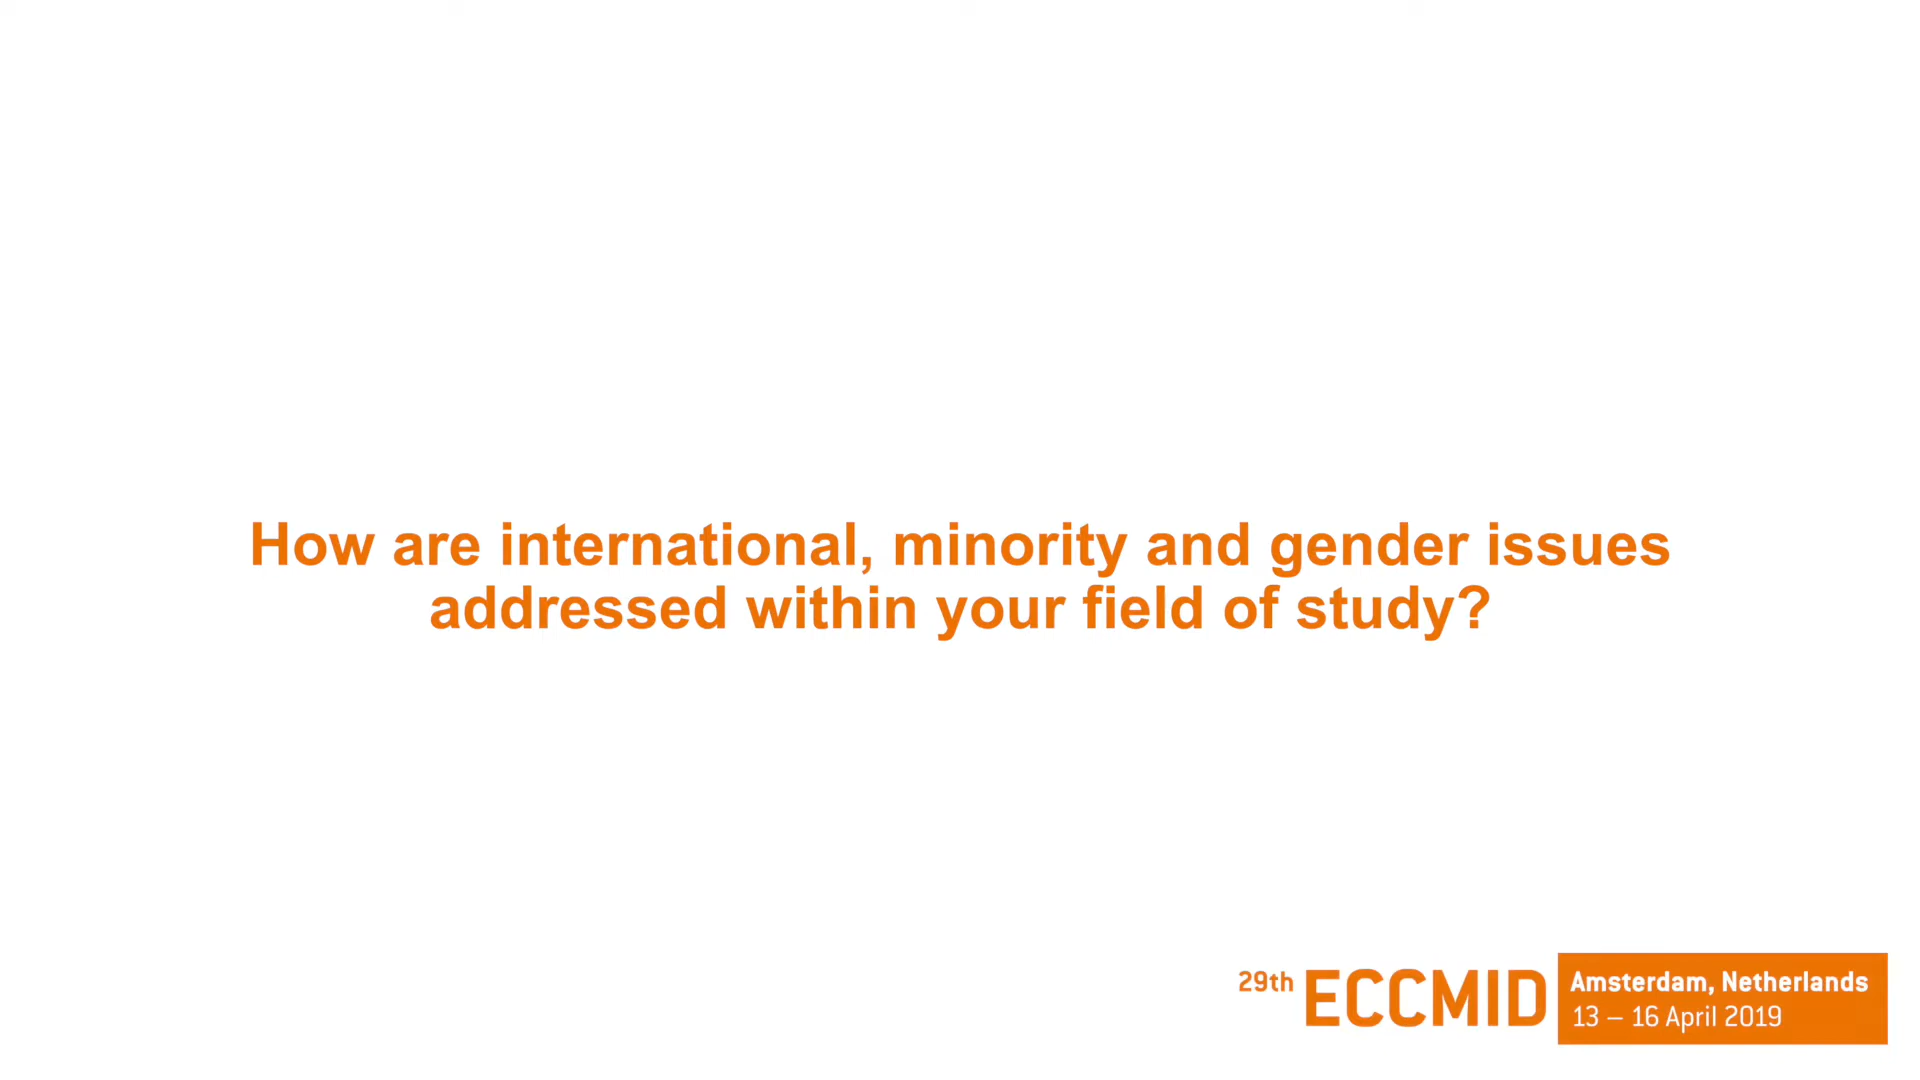 How are international, minority and gender issues
addressed within your field of study?
29th ECCMID
Amsterdam, Netherlands
13 – 16 April 2019